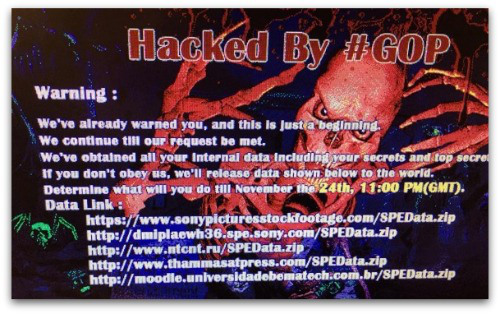 Hacked By #GOP
Warning :
We've already warned you, and this is just a beginning.
We continue till our request be met.
We've obtained all your internal data including your secrets and top secret
If you don't obey us, we'll release data shown below to the world.
Determine what will you do till November the 24th, 11:00 PM(GMT).
Data Link :
https://www.sonypicturesstockfootage.com/SPEData.zip
http://dmiplaewh36.spe.sony.com/SPEData.zip
http://www.ntcnt.ru/SPEData.zip
http://www.thammasatpress.com/SPEData.zip
http://moodle.universidadebematech.com.br/SPEData.zip